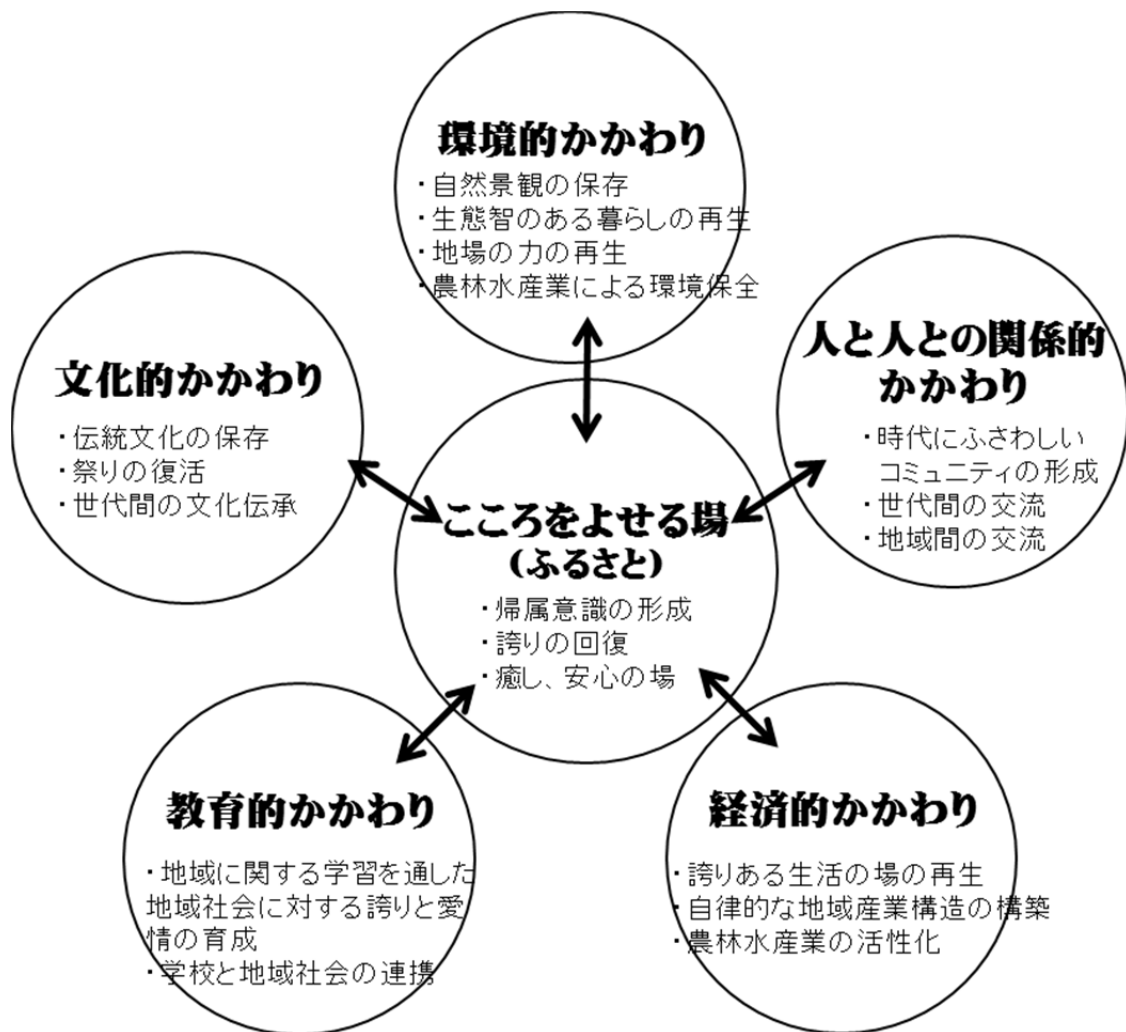 環境的かかわり
・自然景観の保存
・生態智のある暮らしの再生
・地場の力の再生
・農林水産業による環境保全
文化的かかわり
・伝統文化の保存
・祭りの復活
・世代間の文化伝承
人と人との関係的
かかわり
・時代にふさわしい
コミュニティの形成
・世代間の交流
・地域間の交流
こころをよせる場
(ふるさと)
・帰属意識の形成
・誇りの回復
・癒し、安心の場
教育的かかわり
・地域に関する学習を通した
地域社会に対する誇りと愛
情の育成
・学校と地域社会の連携
経済的かかわり
・誇りある生活の場の再生
・自律的な地域産業構造の構築
・農林水産業の活性化